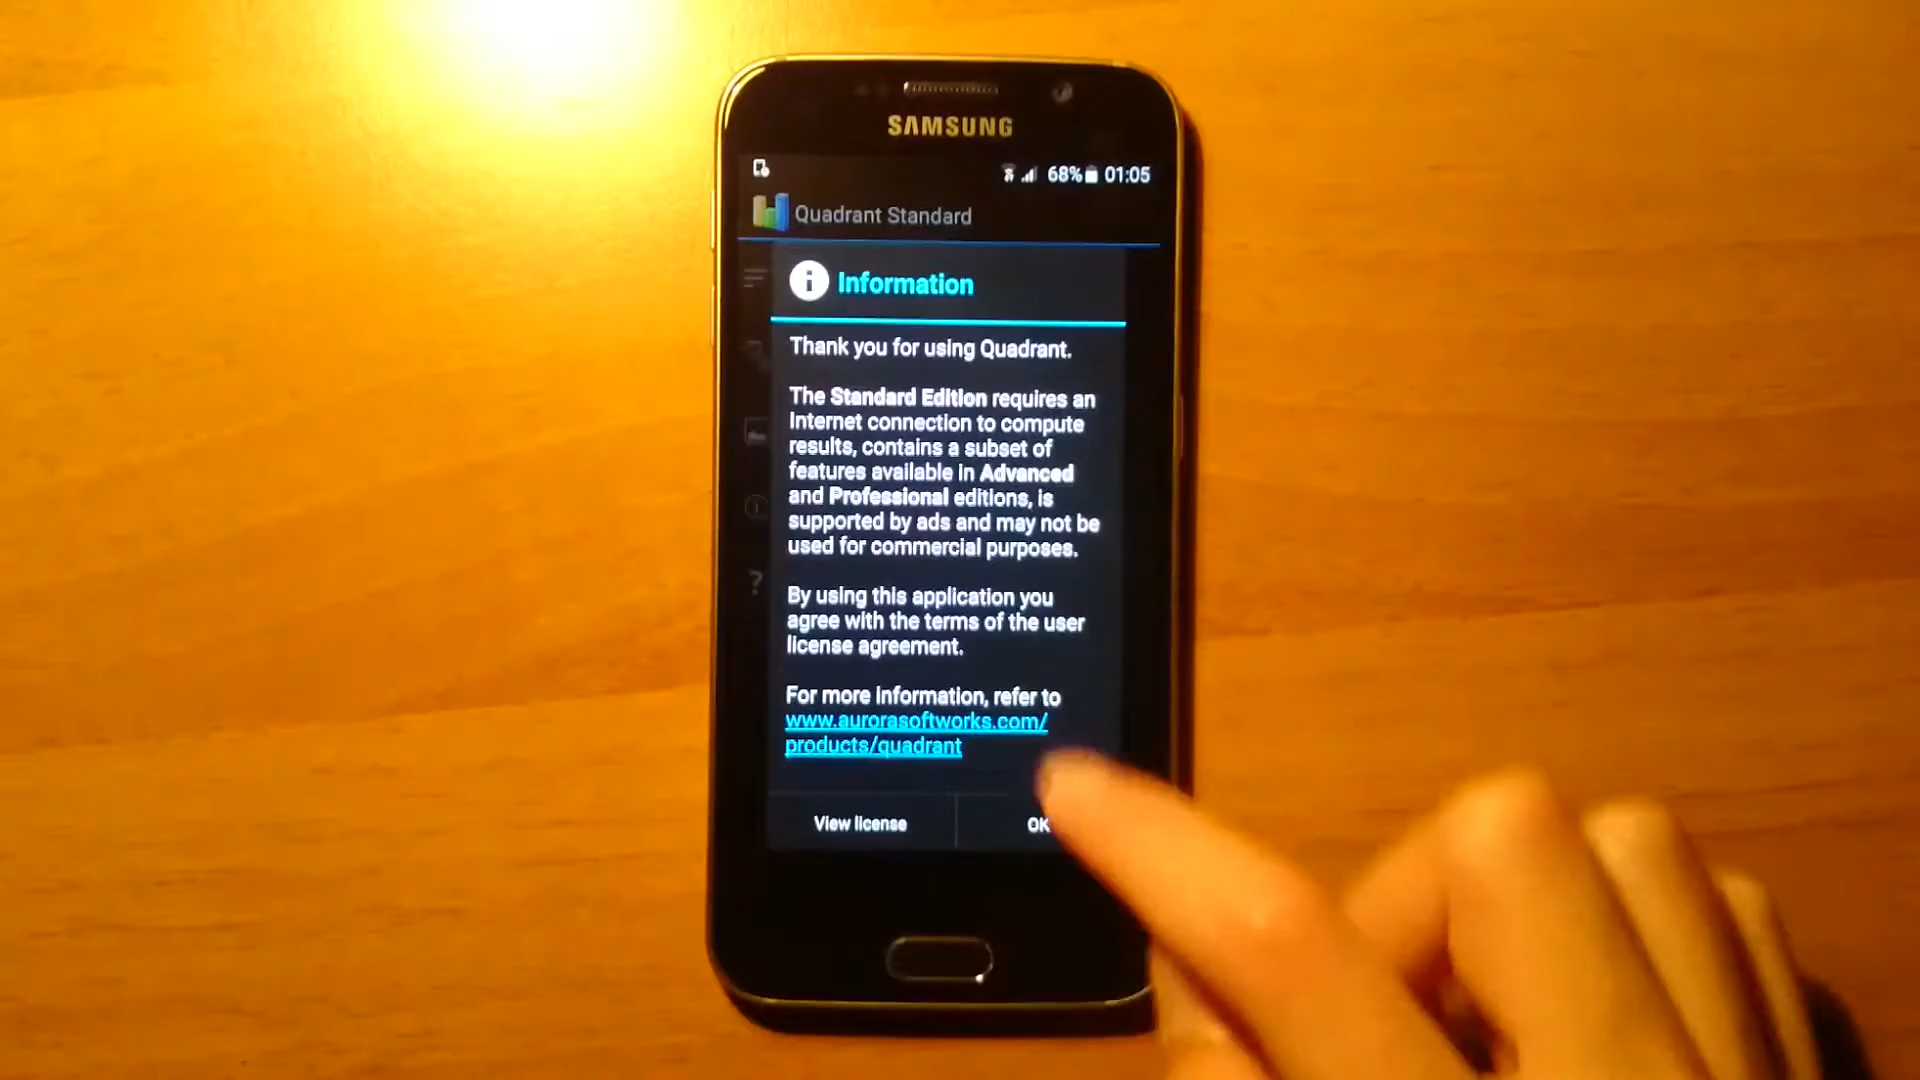 SAMSUNG
68% 01:05
Quadrant Standard
Information
Thank you for using Quadrant.
The Standard Edition requires an
Internet connection to compute
results, contains a subset of
features available in Advanced
and Professional editions, is
supported by ads and may not be
used for commercial purposes.
By using this application you
agree with the terms of the user
license agreement.
For more information, refer to
www.aurorasoftworks.com/
products/quadrant
View license
OK